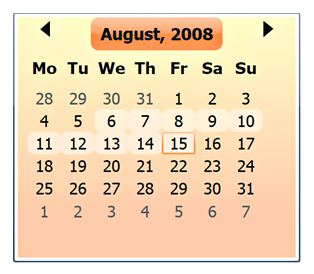 August, 2008
Mo Tu We Th Fr Sa Su
28 29 30 31 1 2 3
4 5 6 7 8 9 10
11 12 13 14 15 16 17
18 19 20 21 22 23 24
25 26 27 28 29 30 31
1 2 3 4 5 6 7